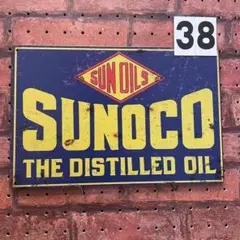 38
SUN OILS
SUNOCO
THE DISTILLED OIL